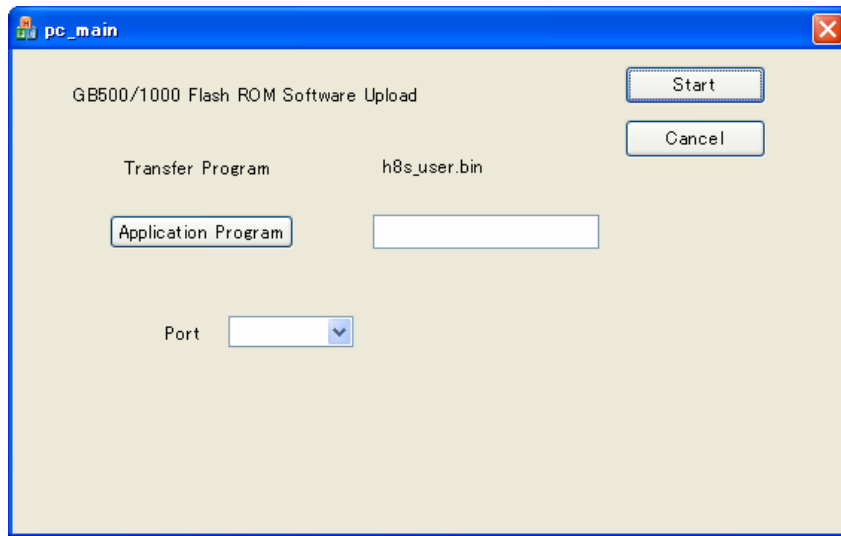 pc_main
GB500/1000 Flash ROM Software Upload
Start
Cancel
Transfer Program
h8s_user.bin
Application Program
Port